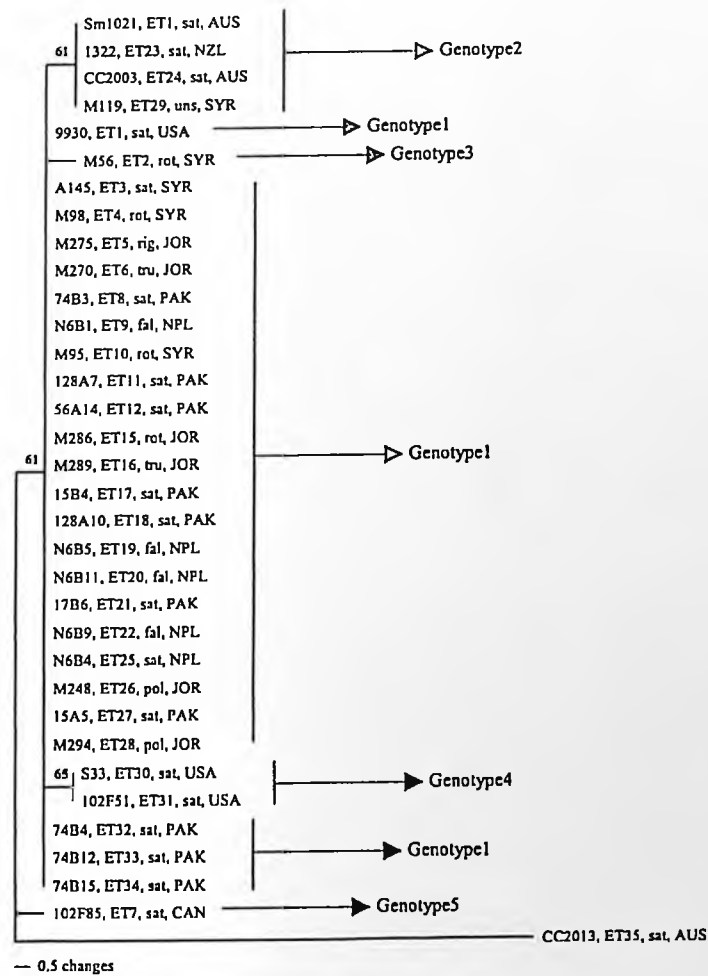 Sm1021, ET1, sat, AUS
61
1322, ET23, sat, NZL
Genotype2
CC2003, ET24, sat, AUS
M119, ET29, uns, SYR
9930, ET1, sat, USA
Genotype1
M56, ET2, rot, SYR
Genotype3
A145, ET3, sat, SYR
M98, ET4, rot, SYR
M275, ET5, rig, JOR
M270, ET6, tru, JOR
74B3, ET8, sat, PAK
N6B1, ET9, fal, NPL
M95, ET10, rot, SYR
128A7, ET11, sat, PAK
56A14, ET12, sat, PAK
M286, ET15, rot, JOR
61
M289, ET16, tru, JOR
Genotype1
15B4, ET17, sat, PAK
128A10, ET18, sat, PAK
N6B5, ET19, fal, NPL
N6B11, ET20, fal, NPL
17B6, ET21, sat, PAK
N6B9, ET22, fal, NPL
N6B4, ET25, sat, NPL
M248, ET26, pol, JOR
15A5, ET27, sat, PAK
M294, ET28, pol, JOR
65
S33, ET30, sat, USA
Genotype4
102F51, ET31, sat, USA
74B4, ET32, sat, PAK
74B12, ET33, sat, PAK
Genotype1
74B15, ET34, sat, PAK
102F85, ET7, sat, CAN
Genotype5
CC2013, ET35, sat, AUS
0.5 changes